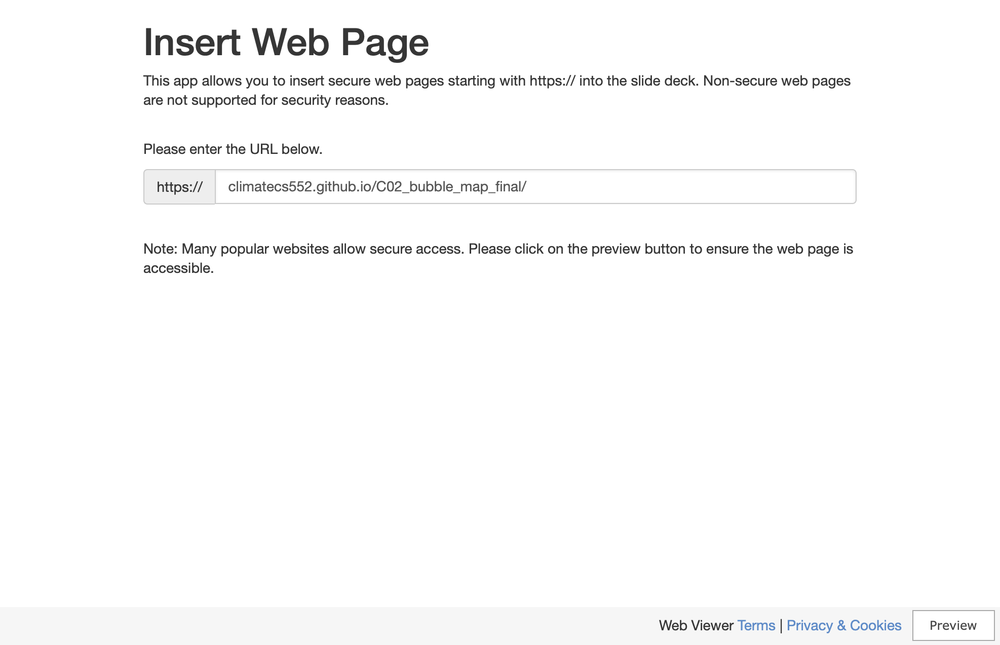 Insert Web Page
This app allows you to insert secure web pages starting with https:// into the slide deck. Non-secure web pages
are not supported for security reasons.
Please enter the URL below.
https:// climatecs552.github.io/C02_bubble_map_final/
Note: Many popular websites allow secure access. Please click on the preview button to ensure the web page is
accessible.
Web Viewer Terms | Privacy & Cookies Preview